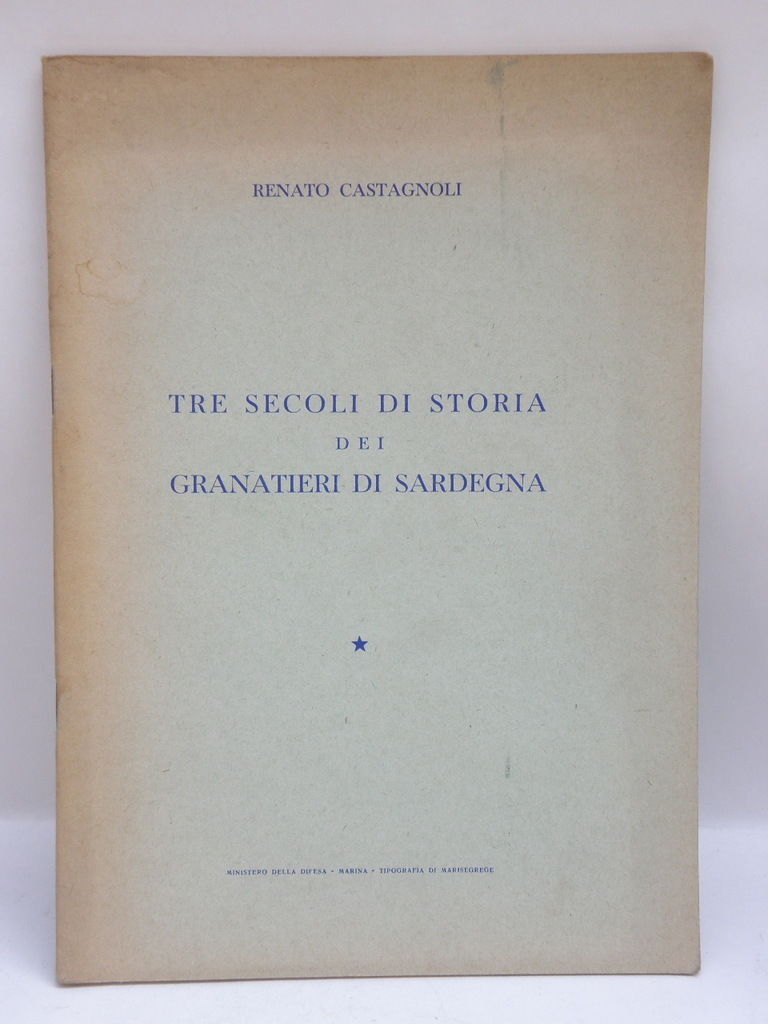 RENATO CASTAGNOLI
TRE SECOLI DI STORIA
DEI
GRANATIERI DI SARDEGNA
MINISTERO DELLA DIFESA - MARINA - TIPOGRAFIA DI MARISEGREGE